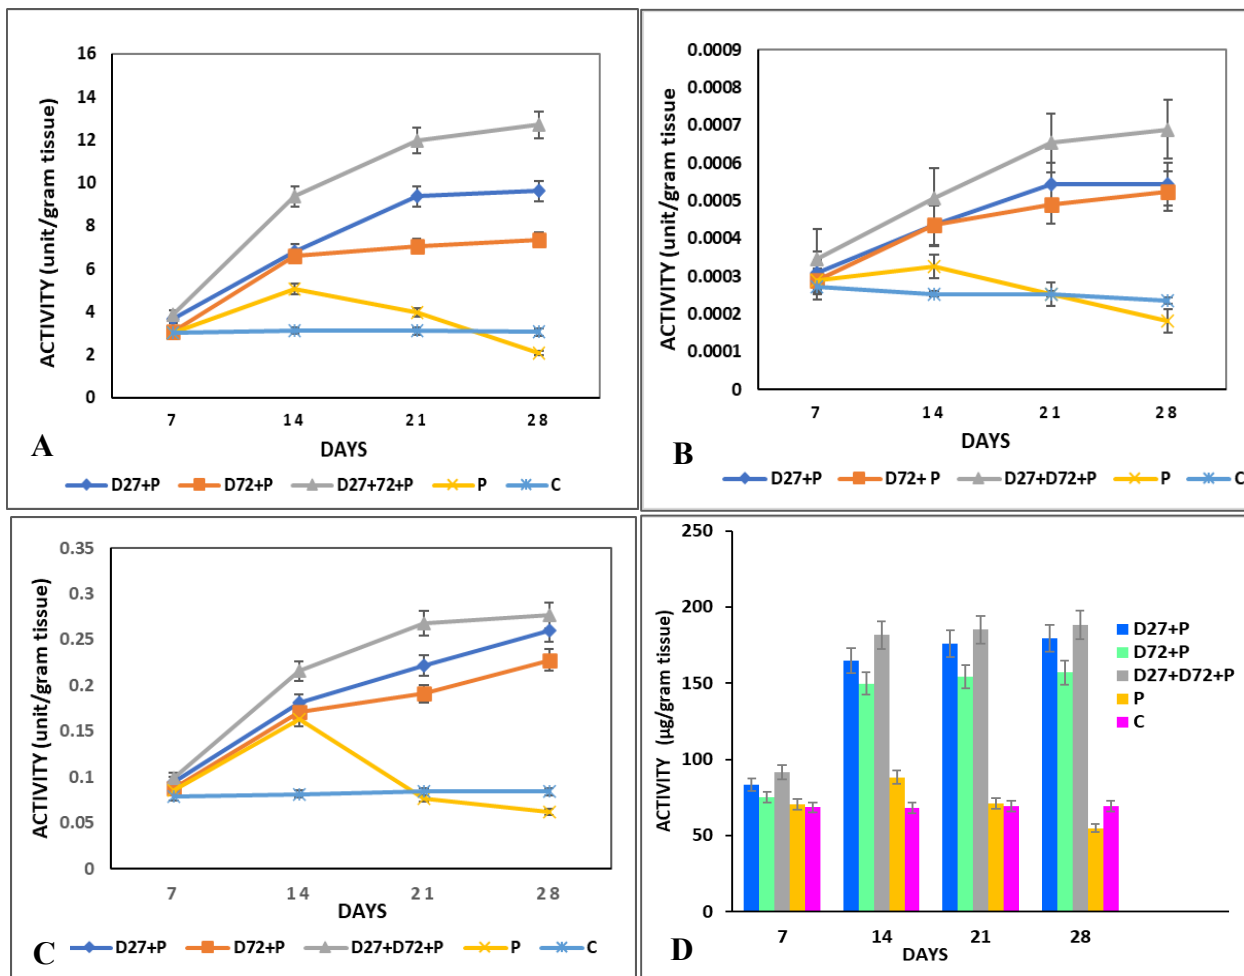 16
14
12
10
8
6
4
2
0
ACTIVITY (unit/gram tissue)
7 14 21 28
DAYS
A
D27+P D72+P D27+72+P P C
0.0009
0.0008
0.0007
0.0006
0.0005
0.0004
0.0003
0.0002
0.0001
0
ACTIVITY (unit/gram tissue
7 14 21 28
DAYS
B
D27+P D72+ P D27+D72+P P C
0.35
0.3
0.25
0.2
0.15
0.1
0.05
0
ACTIVITY (unit/gram tissue)
7 14 21 28
DAYS
C
D27+P D72+P D27+D72+P P C
250
200
150
100
50
0
ACTIVITY (µg/gram tissue)
7 14 21 28
DAYS
D
D27+P
D72+P
D27+D72+P
P
C